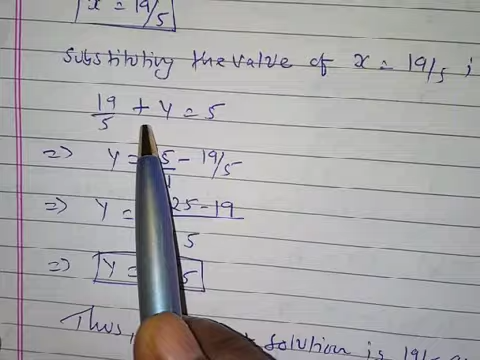 x = 19/5
Substituting the value of x = 19/5 ;
19/5 + y = 5
=> y = 5/1 - 19/5
=> y = 25-19
5
=> y = 5
Thus, solution is 19/